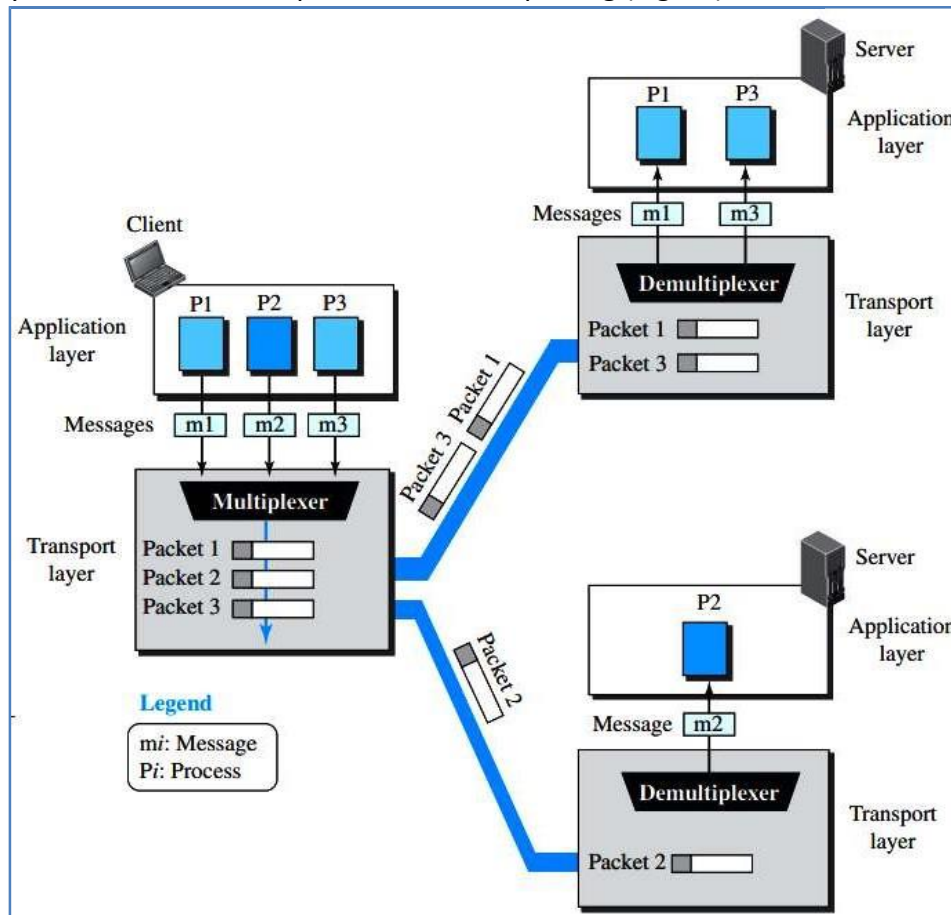 Server
P1 P3
Application
layer
Messages m1 m3
Demultiplexer
Packet 1
Packet 3
Transport
layer
Client
P1 P2 P3
Application
layer
Messages m1 m2 m3
Multiplexer
Packet 1
Packet 2
Packet 3
Transport
layer
Packet 1
Packet 3
Packet 2
Server
P2
Application
layer
Message m2
Demultiplexer
Packet 2
Transport
layer
Legend
mi: Message
Pi: Process